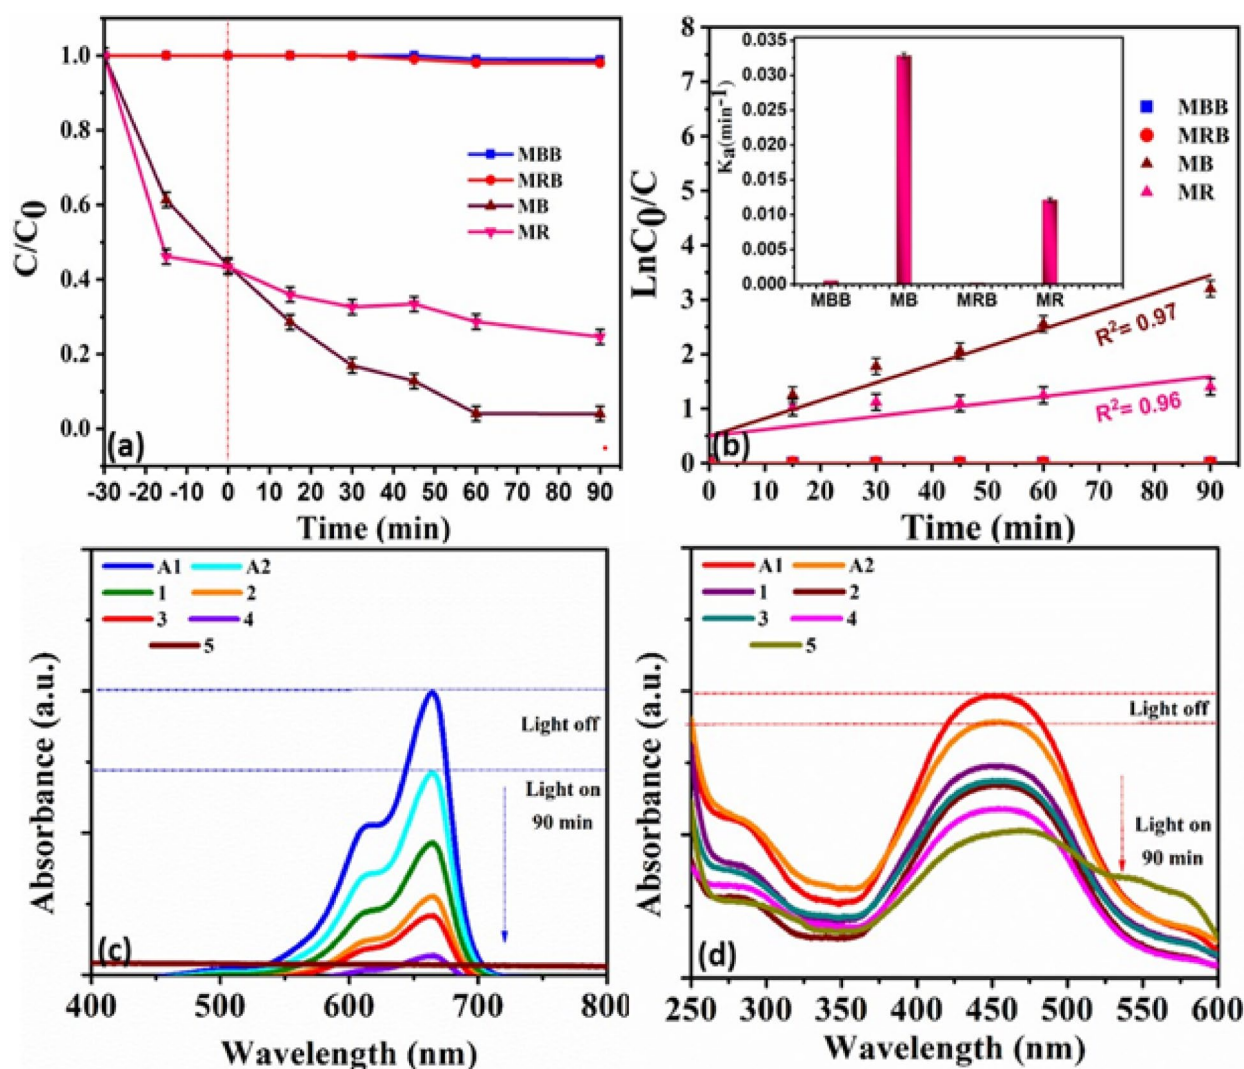 1.0
0.8
0.6
0.4
0.2
0.0
C/C0
MBB
MRB
MB
MR
(a)
-30 -20 -10 0 10 20 30 40 50 60 70 80 90
Time (min)
8
7
6
5
4
3
2
1
0
LnC0/C
0.035
0.030
0.025
0.020
0.015
0.010
0.005
0.000
Ka(min-1)
MBB MB MRB MR
MBB
MRB
MB
MR
R2= 0.97
R2= 0.96
(b)
0 10 20 30 40 50 60 70 80 90
Time (min)
A1 A2
1 2
3 4
5
Absorbance (a.u.)
Light off
Light on
90 min
(c)
400 500 600 700 800
Wavelength (nm)
A1 A2
1 2
3 4
5
Absorbance (a.u.)
Light off
Light on
90 min
(d)
250 300 350 400 450 500 550 600
Wavelength (nm)